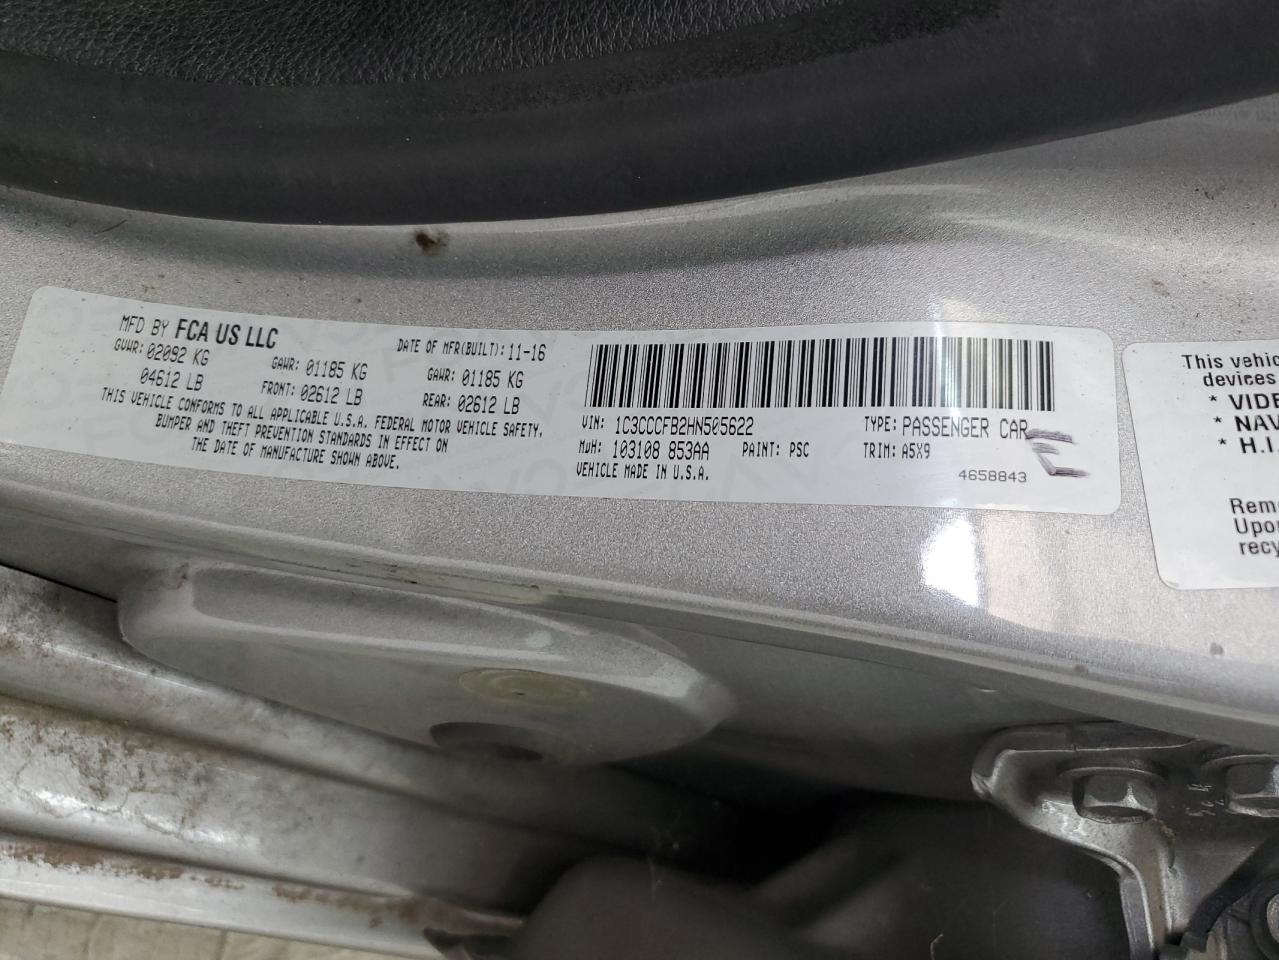 MFD BY FCA US LLC
DATE OF MFR(BUILT): 11-16
GVWR: 02092 KG
GAWR: 01185 KG
GAWR: 01185 KG
04612 LB
FRONT: 02612 LB
REAR: 02612 LB
THIS VEHICLE CONFORMS TO ALL APPLICABLE U.S.A. FEDERAL MOTOR VEHICLE SAFETY,
BUMPER AND THEFT PREVENTION STANDARDS IN EFFECT ON
THE DATE OF MANUFACTURE SHOWN ABOVE.
VIN: 1C3CCCFB2HN505622
TYPE: PASSENGER CAR
MDH: 103108 853AA
PAINT: PSC
TRIM: A5X9
VEHICLE MADE IN U.S.A.
4658843
E
This vehic
devices
* VIDE
* NAV
* H.I.
Rem
Upo
recy